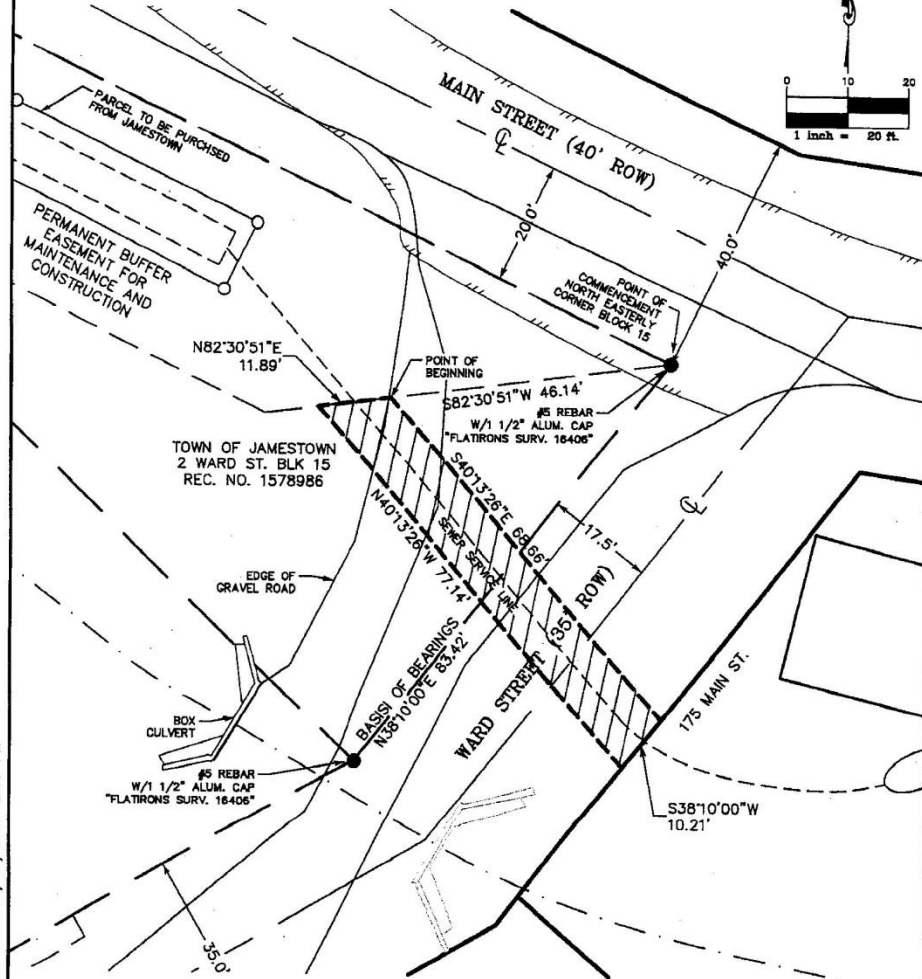 0 10 20
1 inch = 20 ft.
MAIN STREET (40' ROW)
℄
PARCEL TO BE PURCHSED
FROM JAMESTOWN
PERMANENT BUFFER
EASEMENT FOR
MAINTENANCE AND
CONSTRUCTION
20.0'
40.0'
POINT OF
COMMENCEMENT
NORTH EASTERLY
CORNER BLOCK 15
N82°30'51"E
11.89'
POINT OF
BEGINNING
S82°30'51"W 46.14'
#5 REBAR
W/1 1/2" ALUM. CAP
"FLATIRONS SURV. 16406"
TOWN OF JAMESTOWN
2 WARD ST. BLK 15
REC. NO. 1578986
S40°13'26"E 68.66'
SEWER SERVICE LINE
N40°13'26"W 77.14'
17.5'
℄
EDGE OF
GRAVEL ROAD
BASISI OF BEARINGS
N38°10'00"E 83.42'
WARD STREET (35' ROW)
175 MAIN ST.
BOX
CULVERT
#5 REBAR
W/1 1/2" ALUM. CAP
"FLATIRONS SURV. 16406"
S38°10'00"W
10.21'
35.0'